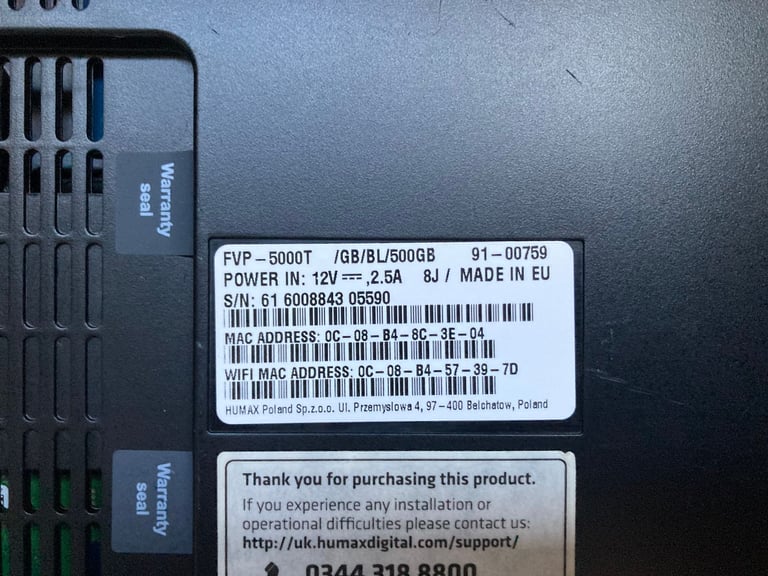 Warranty
seal
FVP-5000T /GB/BL/500GB 91-00759
POWER IN: 12V⎓,2.5A 8J / MADE IN EU
S/N: 61 6008843 05590
MAC ADDRESS: 0C-08-B4-8C-3E-04
WIFI MAC ADDRESS: 0C-08-B4-57-39-7D
HUMAX Poland Sp.z.o.o. Ul. Przemyslowa 4, 97-400 Belchatow, Poland
Warranty
seal
Thank you for purchasing this product.
If you experience any installation or
operational difficulties please contact us:
http://uk.humaxdigital.com/support/
0344 318 8800